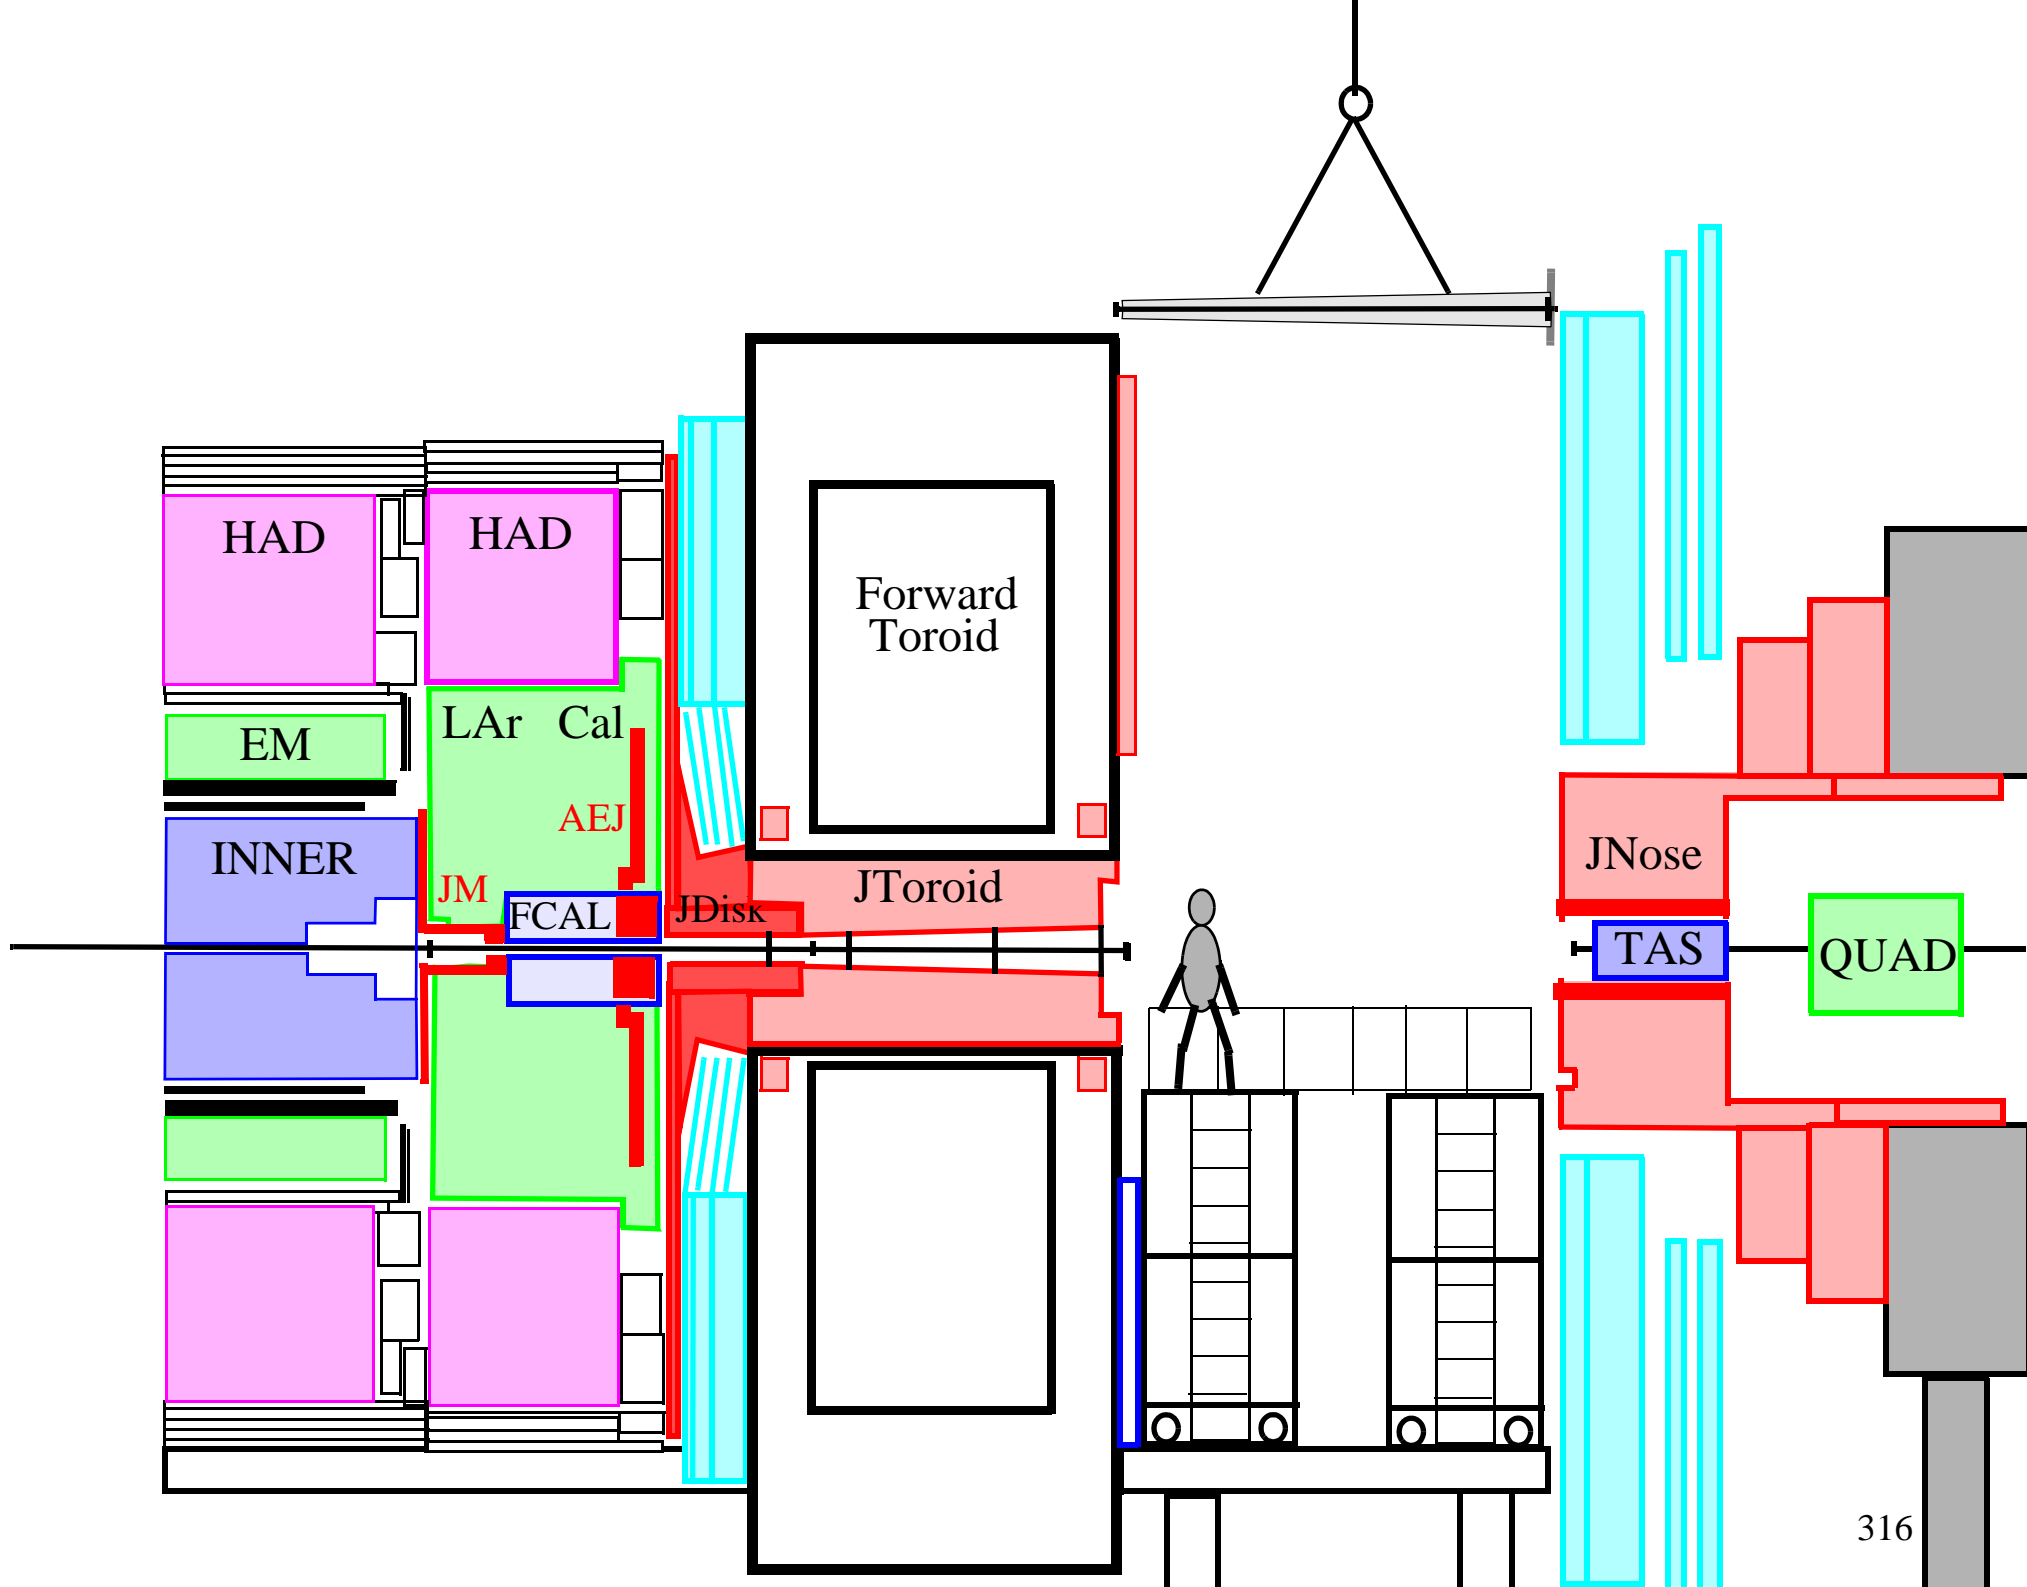 HAD
HAD
Forward
Toroid
LAr Cal
EM
AEJ
INNER
JM
JToroid
JNose
FCAL
JDisk
TAS
QUAD
316